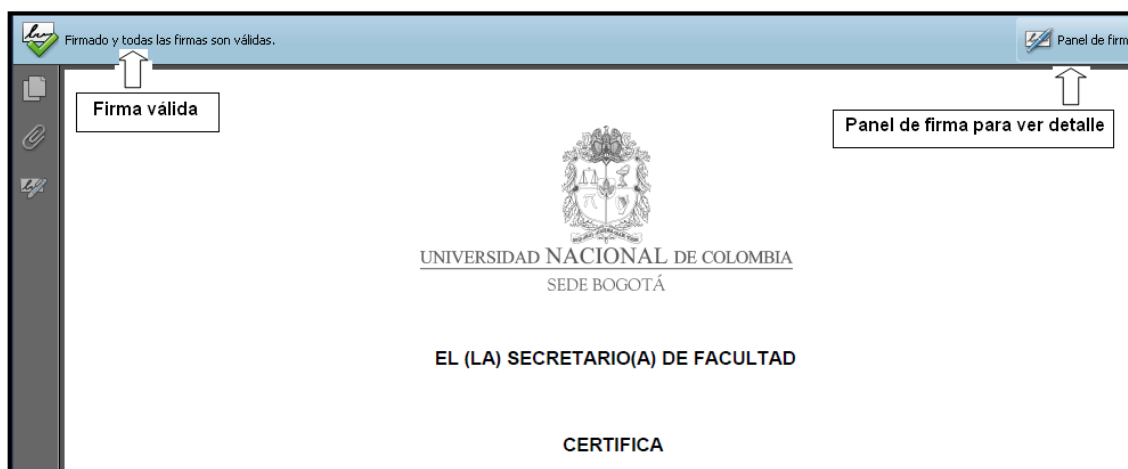 Firmado y todas las firmas son válidas.
Panel de firm
Firma válida
Panel de firma para ver detalle
UNIVERSIDAD NACIONAL DE COLOMBIA
SEDE BOGOTÁ
EL (LA) SECRETARIO(A) DE FACULTAD
CERTIFICA